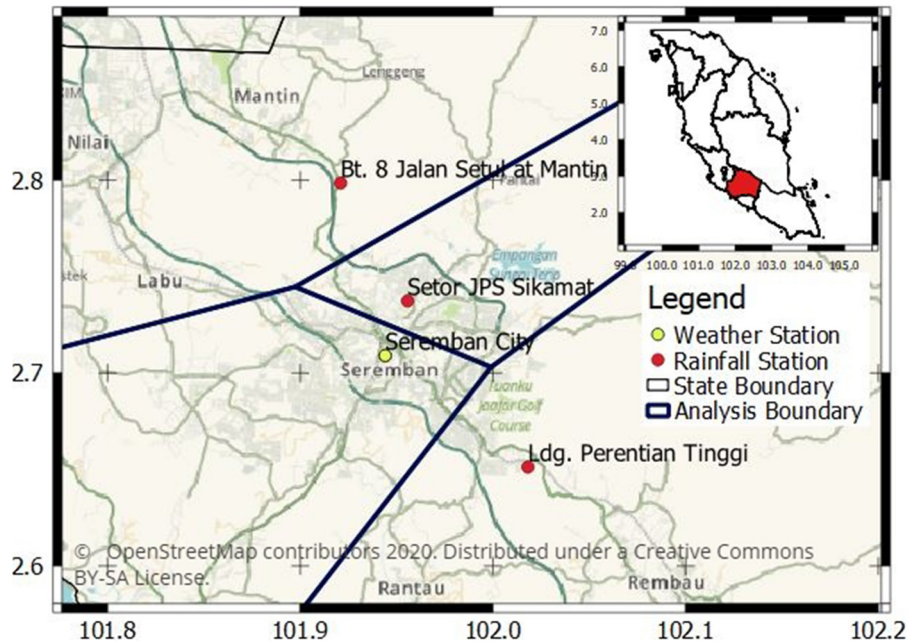 Lenggeng
Mantin
Nilai
2.8
Bt. 8 Jalan Setul at Mantin
Pantai
7.0
6.0
5.0
4.0
3.0
2.0
100.0 101.0 102.0 103.0 104.0 105.0
Empangan
Sungai Terip
Labu
Setor JPS Sikamat
Seremban City
Seremban
2.7
Tuanku
Jaafar Golf
Course
Legend
Weather Station
Rainfall Station
State Boundary
Analysis Boundary
Ldg. Perentian Tinggi
2.6
© OpenStreetMap contributors 2020. Distributed under a Creative Commons
BY-SA License.
Rantau
Rembau
101.8 101.9 102.0 102.1 102.2